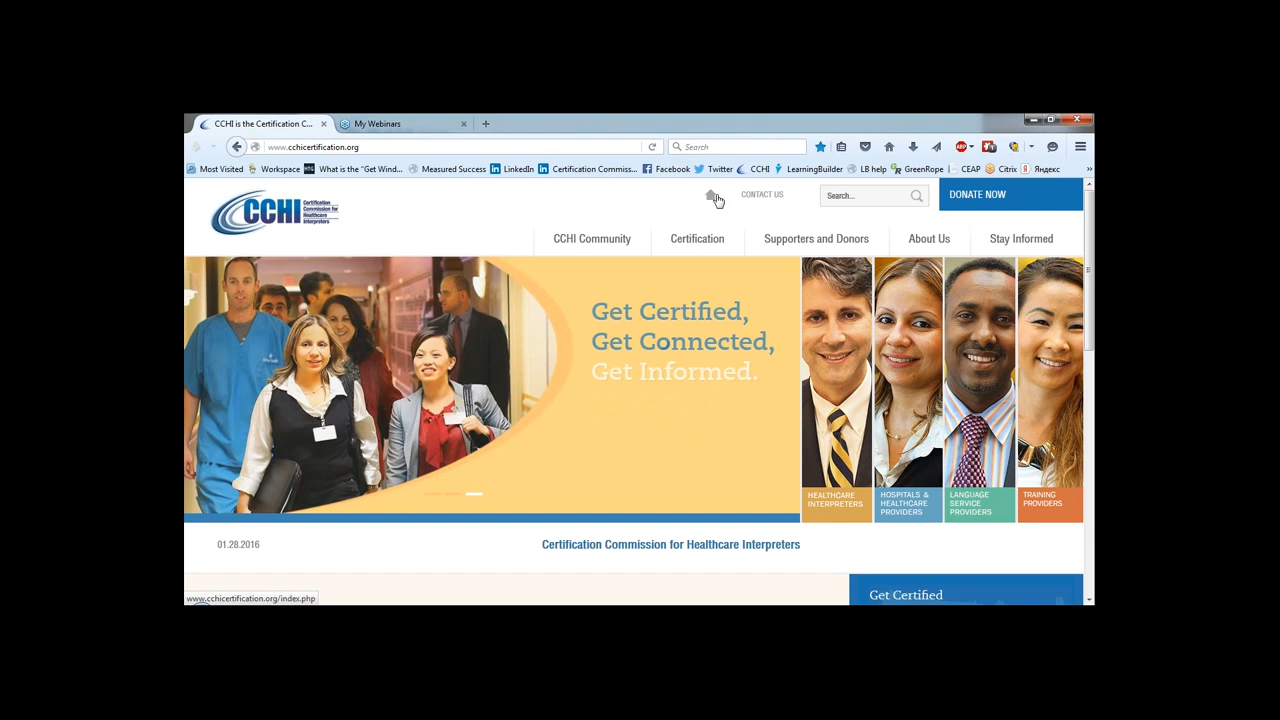 CCHI is the Certification C...
My Webinars
www.cchicertification.org
Search
Most Visited
Workspace
What is the "Get Wind...
Measured Success
LinkedIn
Certification Commiss...
Facebook
Twitter
CCHI
LearningBuilder
LB help
GreenRope
CEAP
Citrix
Яндекс
CCHI
Certification
Commission for
Healthcare
Interpreters
CONTACT US
Search...
DONATE NOW
CCHI Community
Certification
Supporters and Donors
About Us
Stay Informed
Get Certified,
Get Connected,
Get Informed.
HEALTHCARE
INTERPRETERS
HOSPITALS &
HEALTHCARE
PROVIDERS
LANGUAGE
SERVICE
PROVIDERS
TRAINING
PROVIDERS
01.28.2016
Certification Commission for Healthcare Interpreters
Get Certified
www.cchicertification.org/index.php